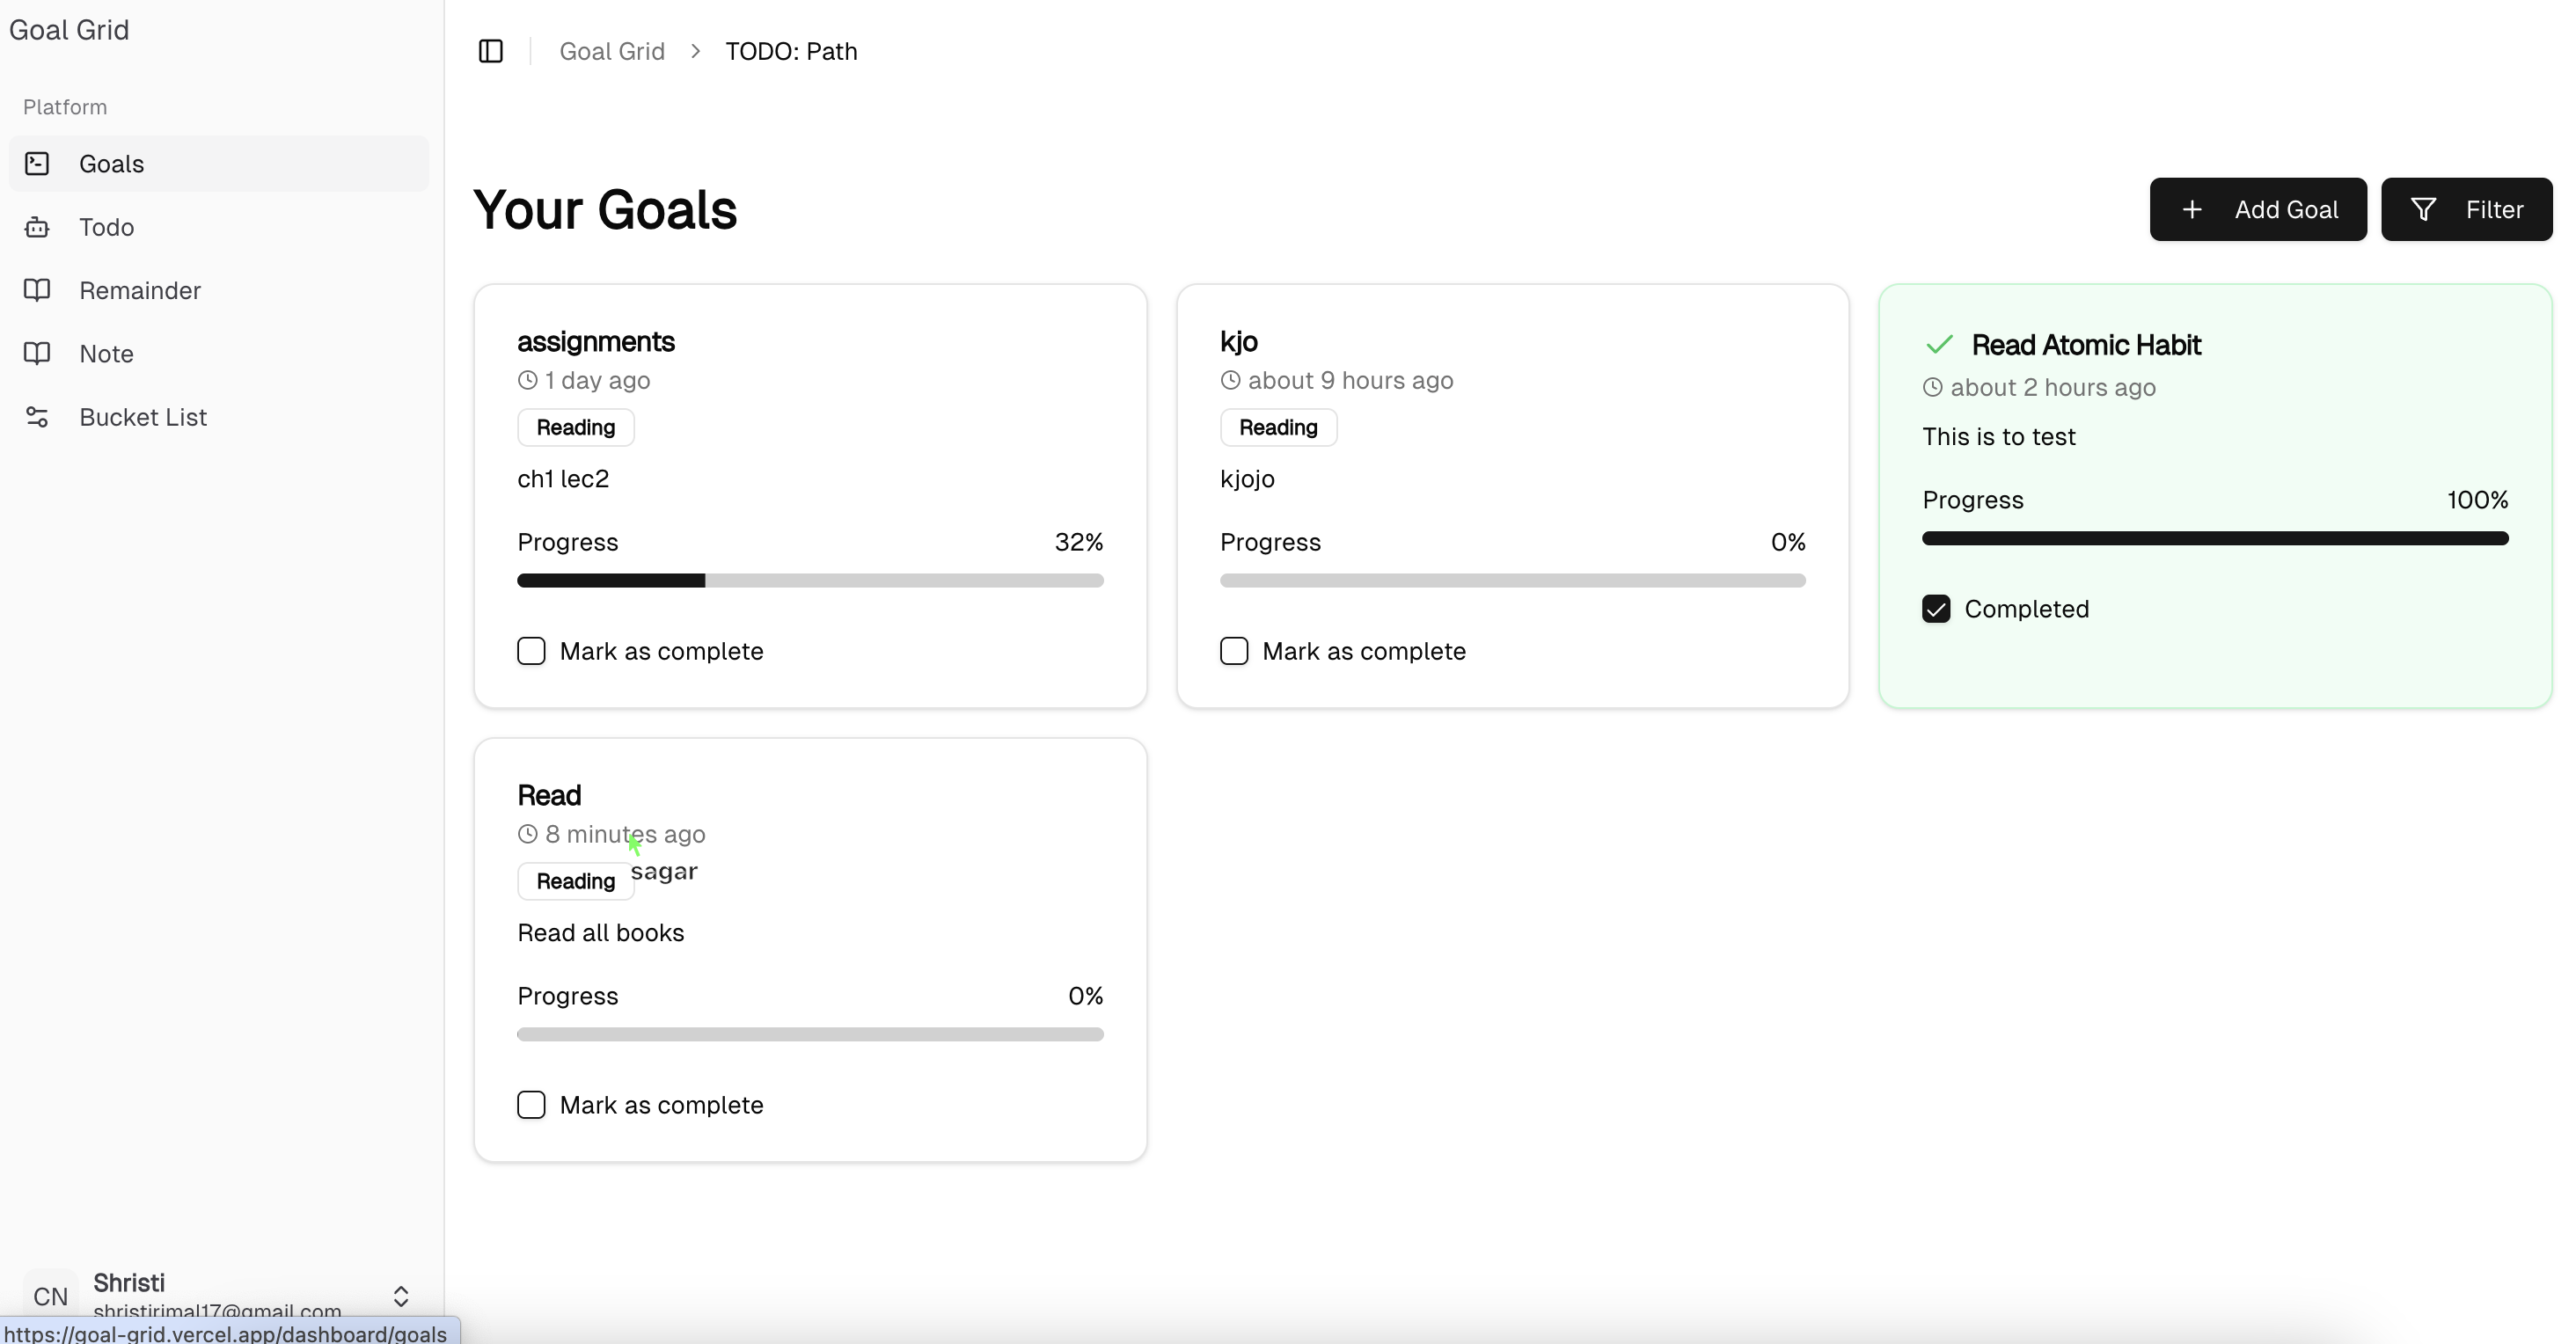 Goal Grid
Platform
Goals
Todo
Remainder
Note
Bucket List
Shristi
CN
shristirimal17@gmail.com
https://goal-grid.vercel.app/dashboard/goals
Goal Grid > TODO: Path
Your Goals
Add Goal
Filter
assignments
1 day ago
Reading
ch1 lec2
Progress 32%
Mark as complete
kjo
about 9 hours ago
Reading
kjojo
Progress 0%
Mark as complete
Read Atomic Habit
about 2 hours ago
This is to test
Progress 100%
Completed
Read
8 minutes ago
Reading
sagar
Read all books
Progress 0%
Mark as complete